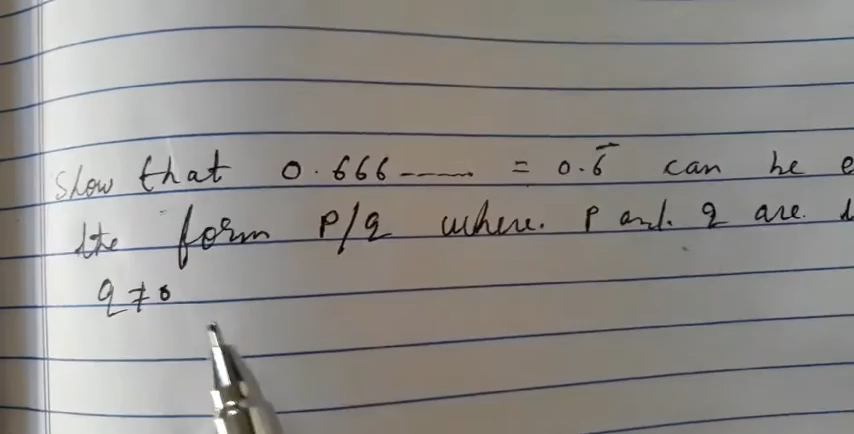 Show that 0.666----- = 0.6̅ can be e
the form P/q where. P and. q are.
q ≠ 0